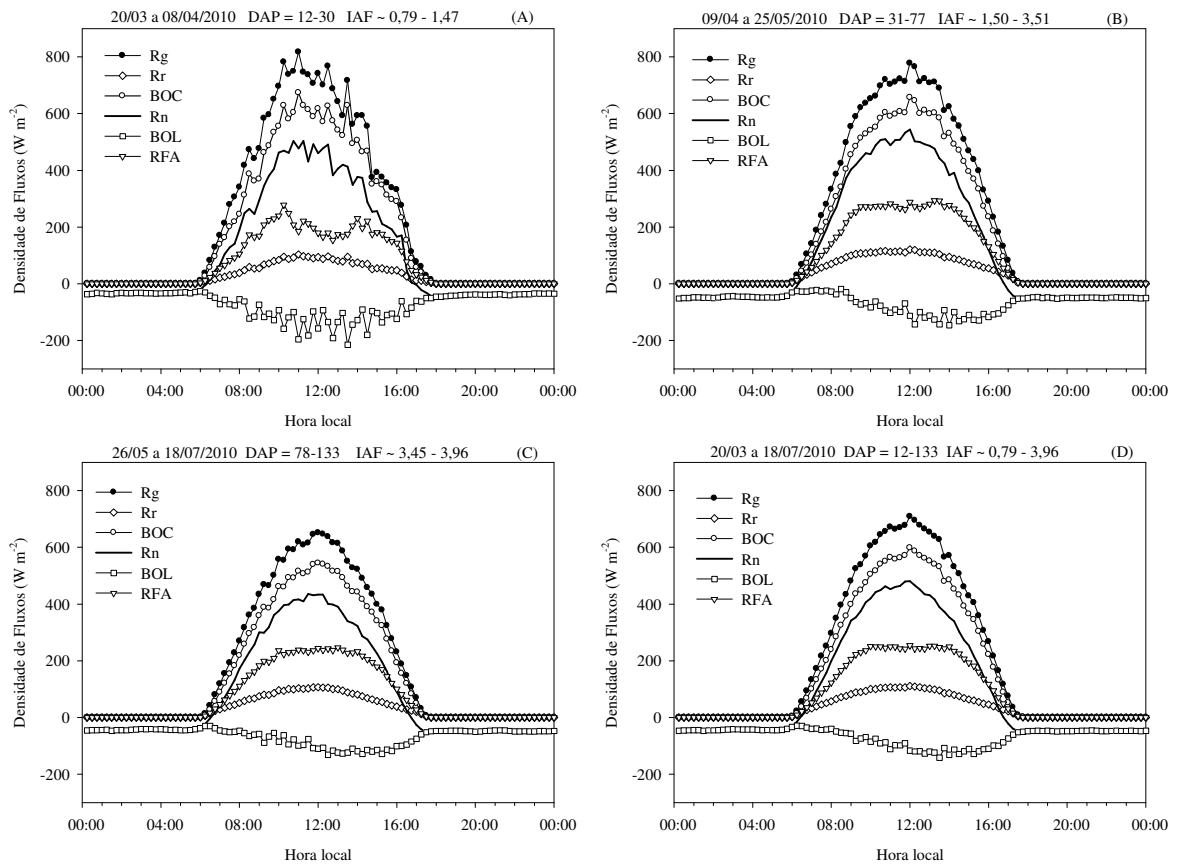 20/03 a 08/04/2010 DAP = 12-30 IAF ~ 0,79 - 1,47 (A)
Densidade de Fluxos (W m-2)
800
600
400
200
0
-200
Rg
Rr
BOC
Rn
BOL
RFA
00:00 04:00 08:00 12:00 16:00 20:00 00:00
Hora local
09/04 a 25/05/2010 DAP = 31-77 IAF ~ 1,50 - 3,51 (B)
Densidade de Fluxos (W m-2)
800
600
400
200
0
-200
Rg
Rr
BOC
Rn
BOL
RFA
00:00 04:00 08:00 12:00 16:00 20:00 00:00
Hora local
26/05 a 18/07/2010 DAP = 78-133 IAF ~ 3,45 - 3,96 (C)
Densidade de Fluxos (W m-2)
800
600
400
200
0
-200
Rg
Rr
BOC
Rn
BOL
RFA
00:00 04:00 08:00 12:00 16:00 20:00 00:00
Hora local
20/03 a 18/07/2010 DAP = 12-133 IAF ~ 0,79 - 3,96 (D)
Densidade de Fluxos (W m-2)
800
600
400
200
0
-200
Rg
Rr
BOC
Rn
BOL
RFA
00:00 04:00 08:00 12:00 16:00 20:00 00:00
Hora local